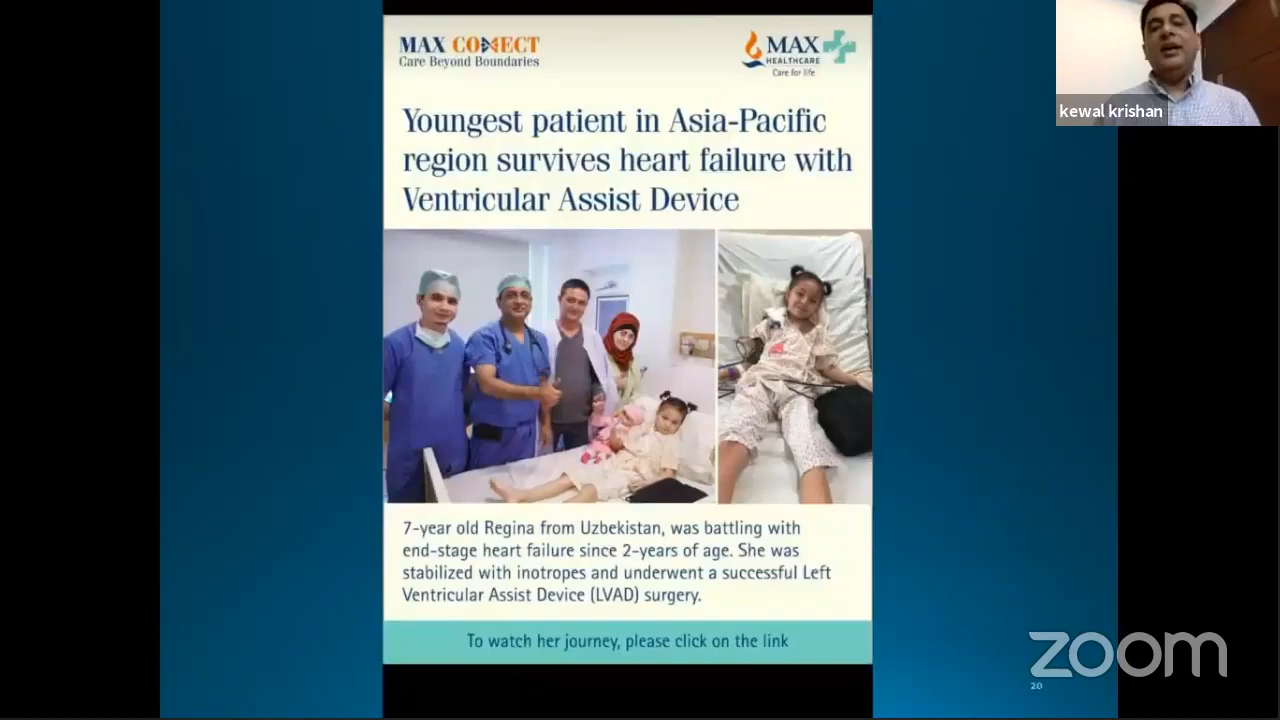 MAX CONNECT
Care Beyond Boundaries
MAX
HEALTHCARE
Care for life
kewal krishan
Youngest patient in Asia-Pacific
region survives heart failure with
Ventricular Assist Device
7-year old Regina from Uzbekistan, was battling with
end-stage heart failure since 2-years of age. She was
stabilized with inotropes and underwent a successful Left
Ventricular Assist Device (LVAD) surgery.
To watch her journey, please click on the link
zoom
20